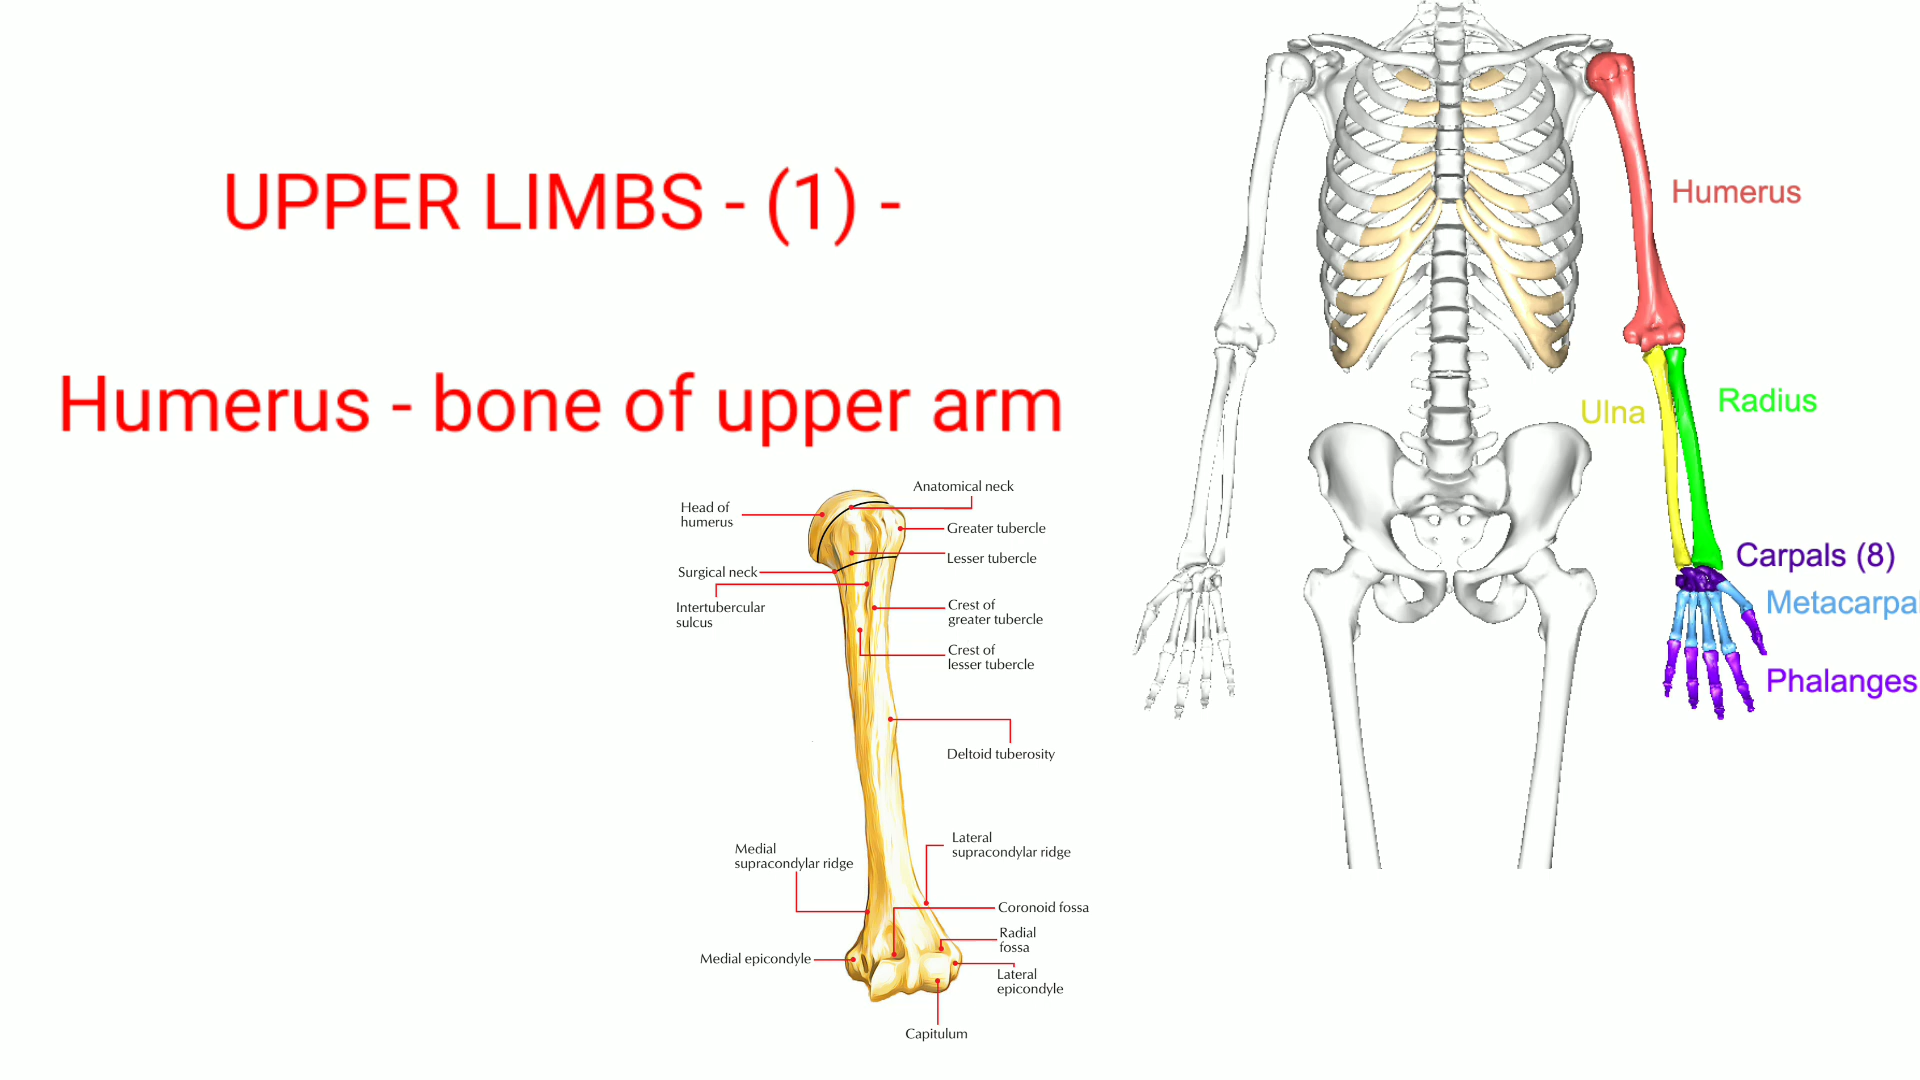 UPPER LIMBS - (1) -
Humerus - bone of upper arm
Anatomical neck
Head of
humerus
Greater tubercle
Lesser tubercle
Surgical neck
Intertubercular
sulcus
Crest of
greater tubercle
Crest of
lesser tubercle
Deltoid tuberosity
Medial
supracondylar ridge
Lateral
supracondylar ridge
Coronoid fossa
Radial
fossa
Medial epicondyle
Lateral
epicondyle
Capitulum
Humerus
Ulna
Radius
Carpals (8)
Metacarpal
Phalanges